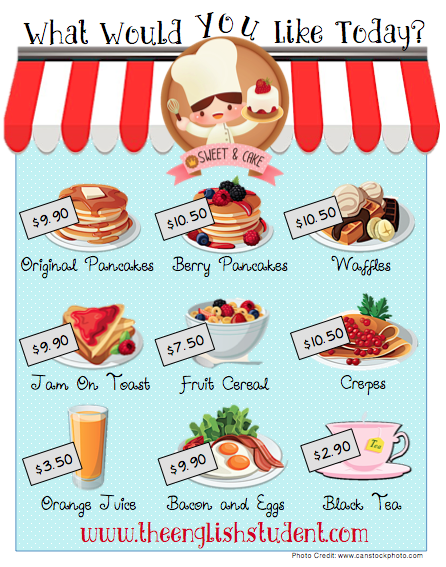 What Would YOU Like Today?
SWEET & CAKE
$9.90
$10.50
$10.50
Original Pancakes
Berry Pancakes
Waffles
$9.90
$7.50
$10.50
Jam On Toast
Fruit Cereal
Crepes
$3.50
$9.90
$2.90
Tea
Orange Juice
Bacon and Eggs
Black Tea
www.theenglishstudent.com
Photo Credit: www.canstockphoto.com